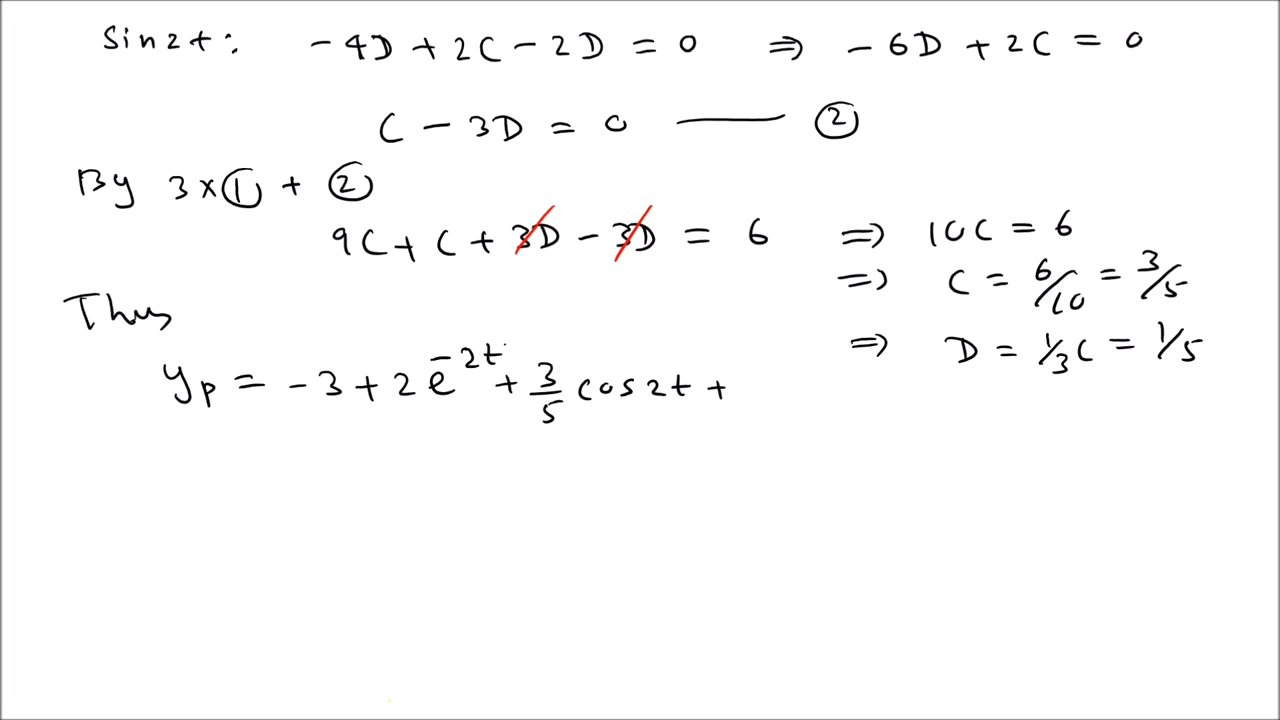 Sin2t: -4D + 2C - 2D = 0 ⇒ -6D + 2C = 0
C - 3D = 0 —— ②
By 3×① + ②
9C + C + 3D - 3D = 6 ⇒ 10C = 6
⇒ C = 6/10 = 3/5
Thus
⇒ D = 1/3C = 1/5
yp = -3 + 2e^-2t + 3/5 cos2t +